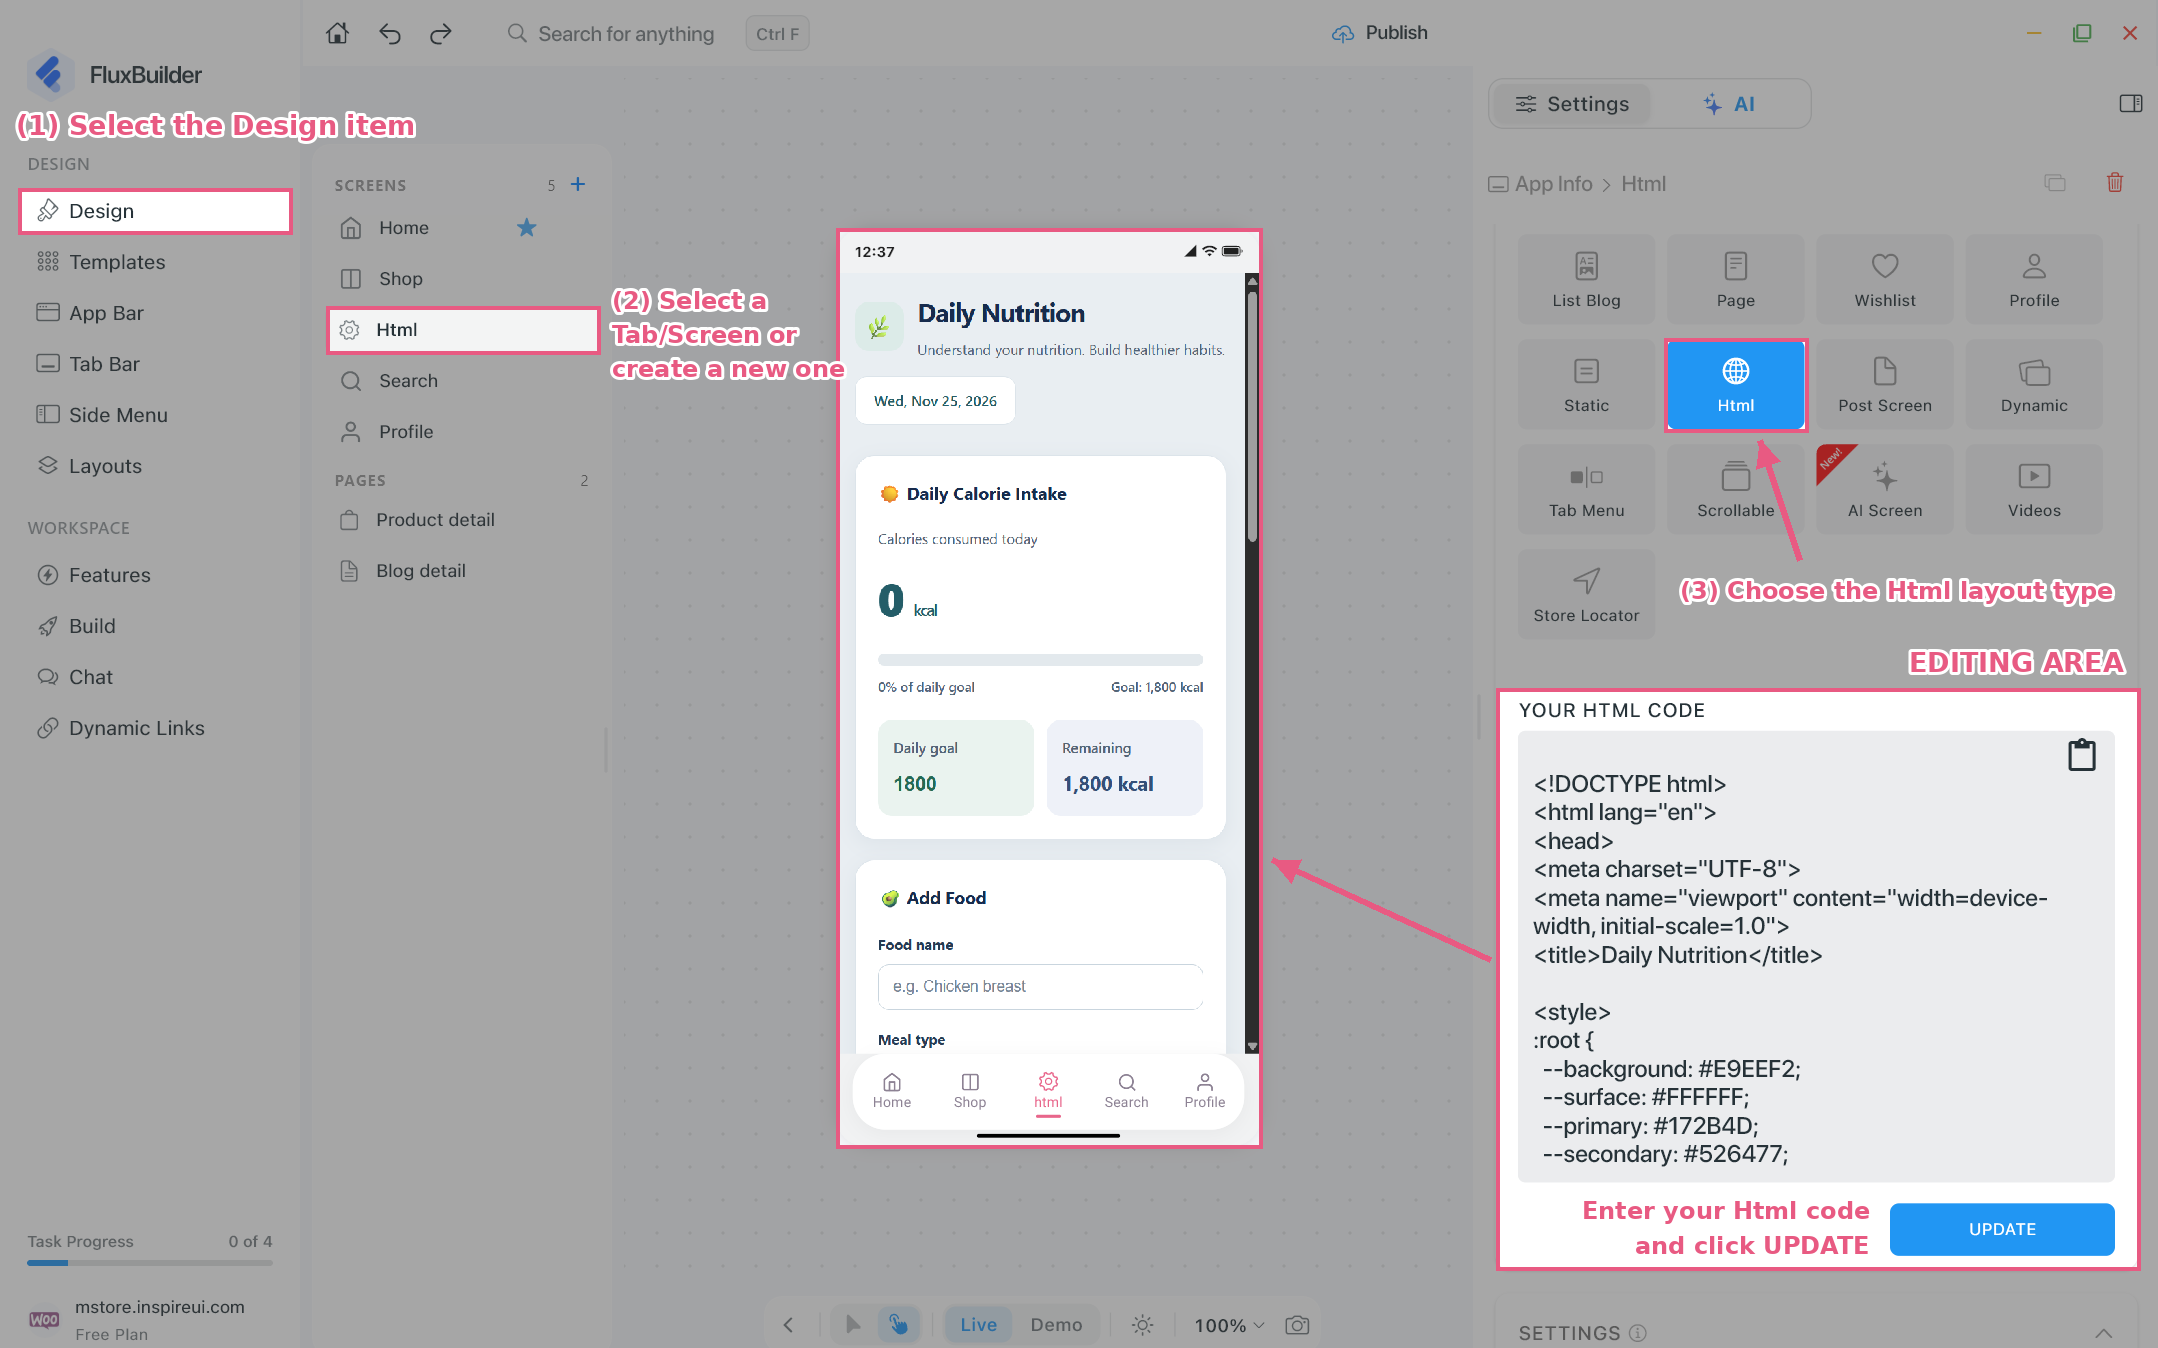 Search for anything
Ctrl F
Publish
FluxBuilder
(1) Select the Design item
DESIGN
Design
Templates
App Bar
Tab Bar
Side Menu
Layouts
WORKSPACE
Features
Build
Chat
Dynamic Links
Task Progress
0 of 4
woo
mstore.inspireui.com
Free Plan
SCREENS
5
Home
Shop
Html
Search
Profile
PAGES
2
Product detail
Blog detail
(2) Select a
Tab/Screen or
create a new one
12:37
Daily Nutrition
Understand your nutrition. Build healthier habits.
Wed, Nov 25, 2026
Daily Calorie Intake
Calories consumed today
0 kcal
0% of daily goal
Goal: 1,800 kcal
Daily goal
1800
Remaining
1,800 kcal
Add Food
Food name
e.g. Chicken breast
Meal type
Home
Shop
html
Search
Profile
Live
Demo
100%
Settings
AI
App Info > Html
List Blog
Page
Wishlist
Profile
Static
Html
Post Screen
Dynamic
Tab Menu
Scrollable
New!
AI Screen
Videos
Store Locator
(3) Choose the Html layout type
EDITING AREA
YOUR HTML CODE
<!DOCTYPE html>
<html lang="en">
<head>
<meta charset="UTF-8">
<meta name="viewport" content="width=device-
width, initial-scale=1.0">
<title>Daily Nutrition</title>
<style>
:root {
--background: #E9EEF2;
--surface: #FFFFFF;
--primary: #172B4D;
--secondary: #526477;
Enter your Html code
and click UPDATE
UPDATE
SETTINGS